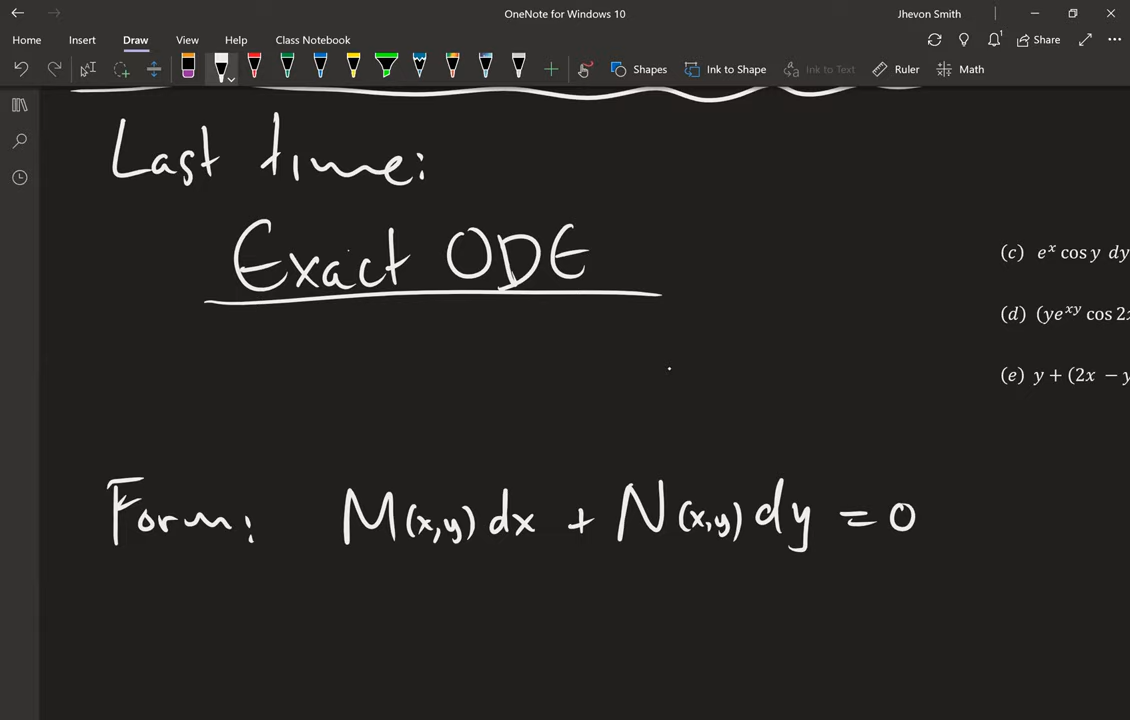 OneNote for Windows 10
Jhevon Smith
Home Insert Draw View Help Class Notebook
Share
Shapes Ink to Shape Ink to Text Ruler Math
Last time:
Exact ODE
(c) e^x cos y dy
(d) (ye^{xy} cos 2x
(e) y + (2x − y
Form: M(x,y) dx + N(x,y) dy = 0